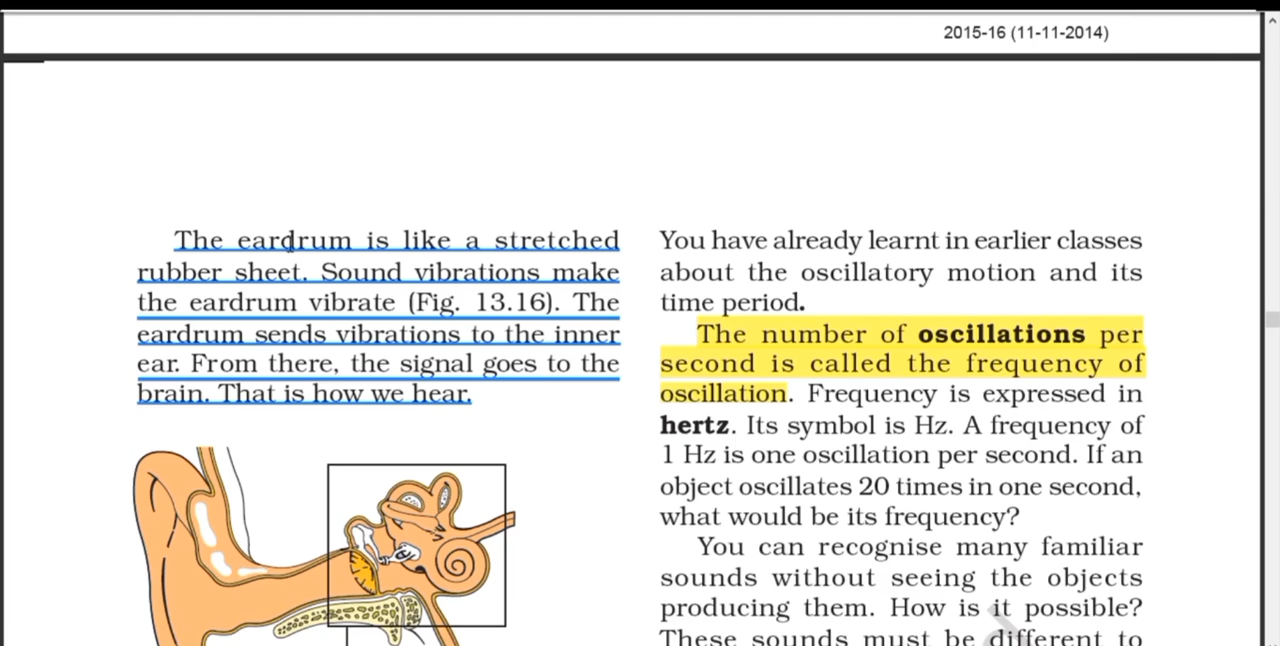 2015-16 (11-11-2014)
The eardrum is like a stretched
rubber sheet. Sound vibrations make
the eardrum vibrate (Fig. 13.16). The
eardrum sends vibrations to the inner
ear. From there, the signal goes to the
brain. That is how we hear.
You have already learnt in earlier classes
about the oscillatory motion and its
time period.
The number of oscillations per
second is called the frequency of
oscillation. Frequency is expressed in
hertz. Its symbol is Hz. A frequency of
1 Hz is one oscillation per second. If an
object oscillates 20 times in one second,
what would be its frequency?
You can recognise many familiar
sounds without seeing the objects
producing them. How is it possible?
These sounds must be different to